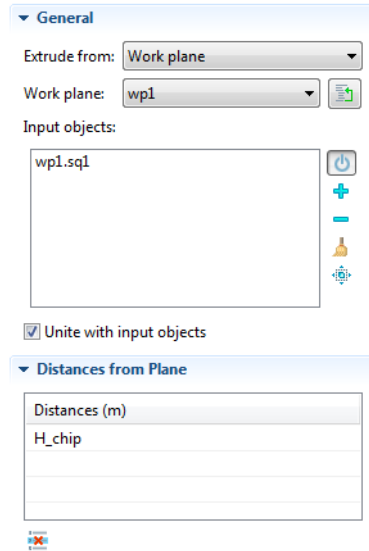 General
Extrude from: Work plane
Work plane: wp1
Input objects:
wp1.sq1
Unite with input objects
Distances from Plane
Distances (m)
H_chip